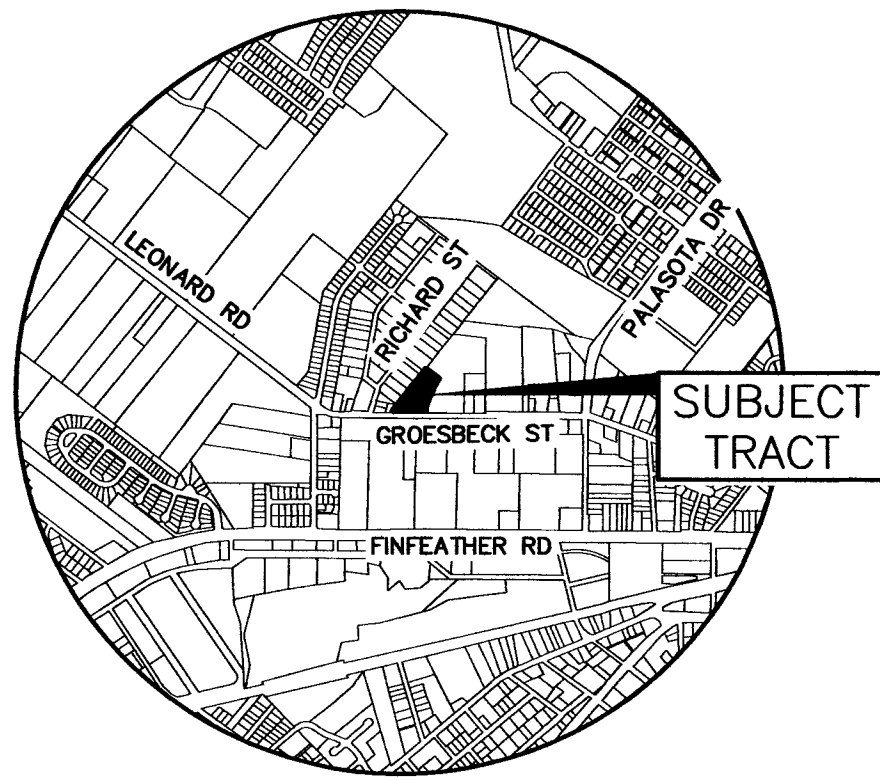 LEONARD RD
RICHARD ST
PALASOTA DR
SUBJECT
TRACT
GROESBECK ST
FINFEATHER RD